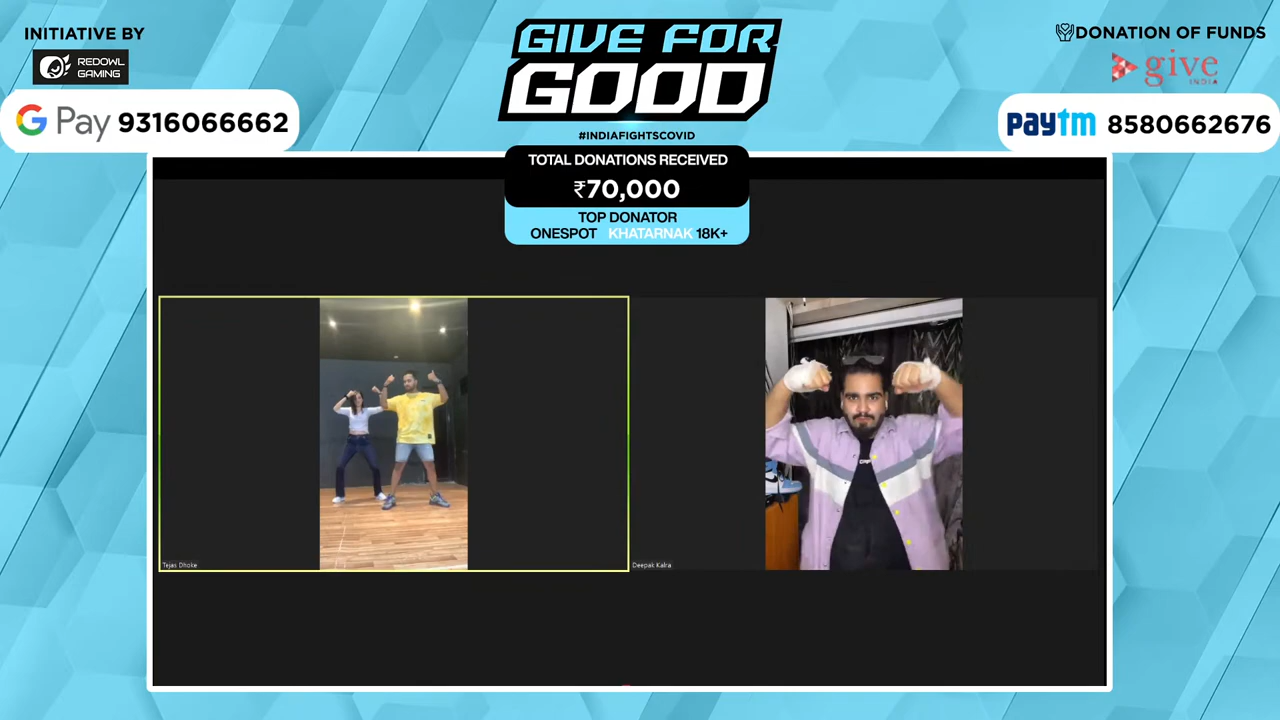 INITIATIVE BY
REDOWL
GAMING
G Pay 9316066662
GIVE FOR
GOOD
#INDIAFIGHTSCOVID
TOTAL DONATIONS RECEIVED
₹70,000
TOP DONATOR
ONESPOT KHATARNAK 18K+
DONATION OF FUNDS
give
INDIA
paytm 8580662676
Tejas Dhoke
Deepak Kalra